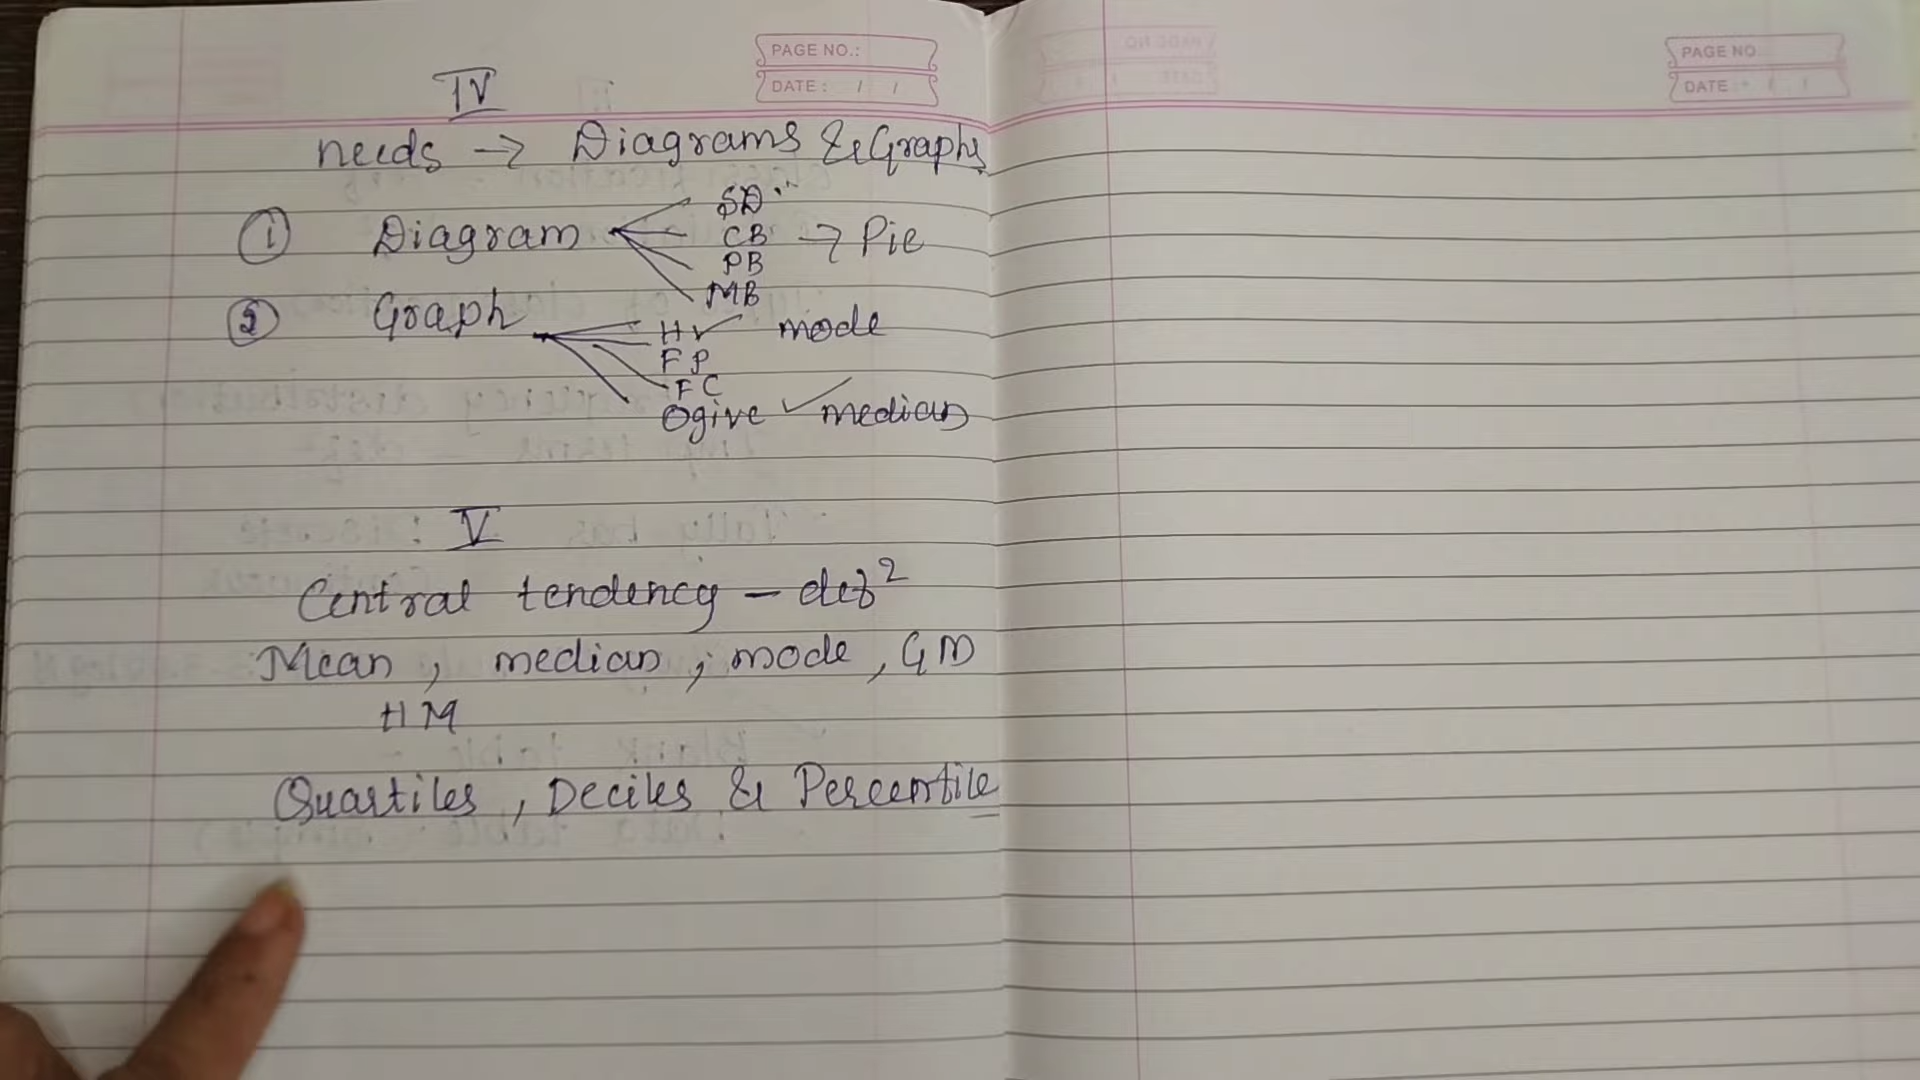 PAGE NO.:
DATE : / /
PAGE NO
DATE : / /
IV
needs → Diagrams & Graphs
① Diagram SD
CB → Pie
PB
MB
② Graph H ✓ mode
FP
FC
Ogive ✓ median
V
Central tendency - def²
Mean, median, mode, GM
HM
Quartiles, Deciles & Percentile